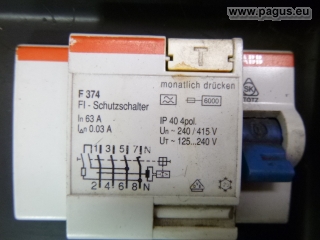 www.pagus.eu
T
ABB
monatlich drücken
F 374
FI - Schutzschalter
6000
In 63 A
I∆n 0.03 A
IP 40 4pol.
Un ~ 240 / 415 V
UT ~ 125...240 V
1 3 5 7/N
2 4 6 8/N